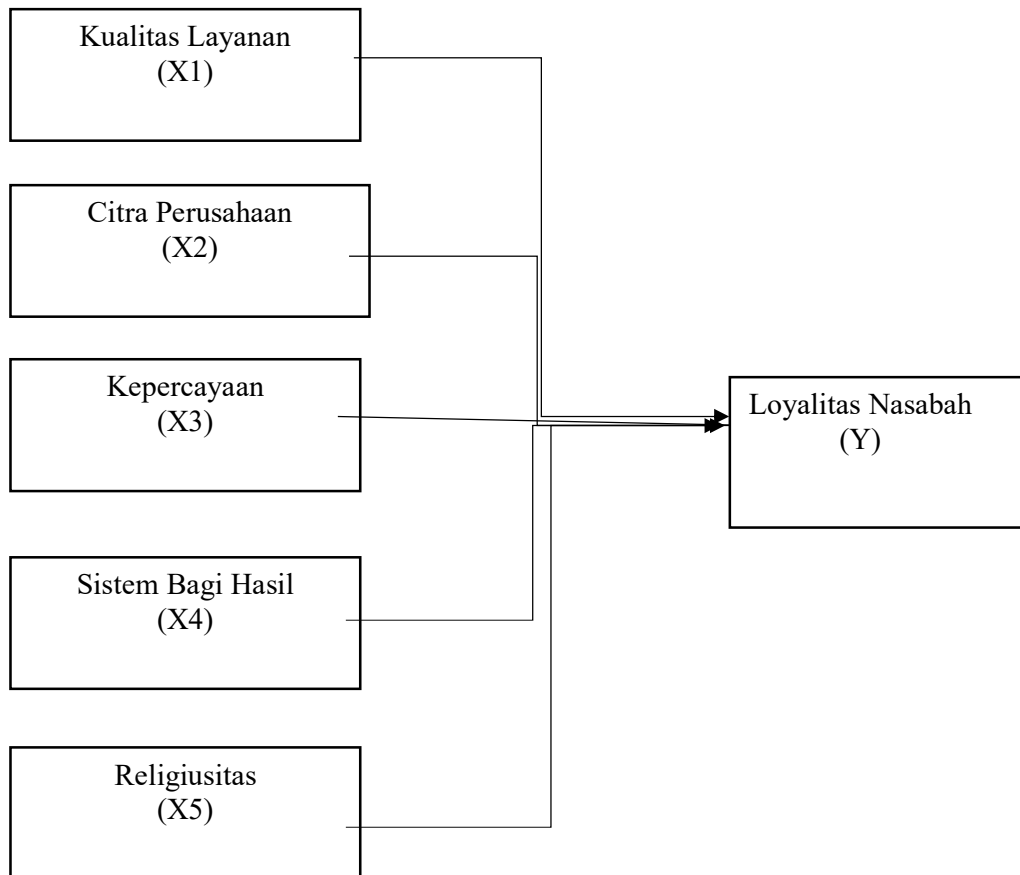 Kualitas Layanan
(X1)
Citra Perusahaan
(X2)
Kepercayaan
(X3)
Loyalitas Nasabah
(Y)
Sistem Bagi Hasil
(X4)
Religiusitas
(X5)